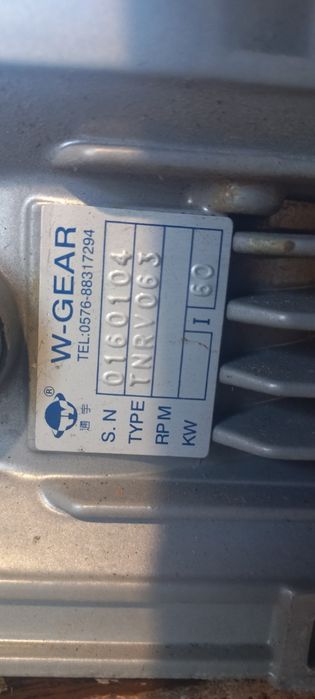 ®
通宇
W-GEAR
TEL:0576-88317294
S.N 0160104
TYPE TNRV063
RPM I 60
KW